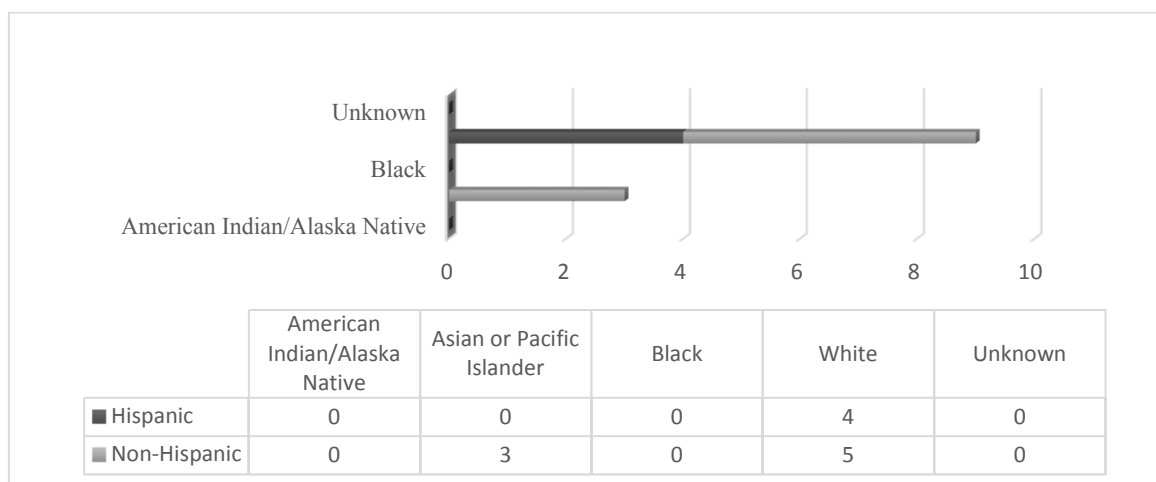 Unknown
Black
American Indian/Alaska Native
0 2 4 6 8 10
American
Indian/Alaska
Native
Asian or Pacific
Islander
Black
White
Unknown
Hispanic 0 0 0 4 0
Non-Hispanic 0 3 0 5 0